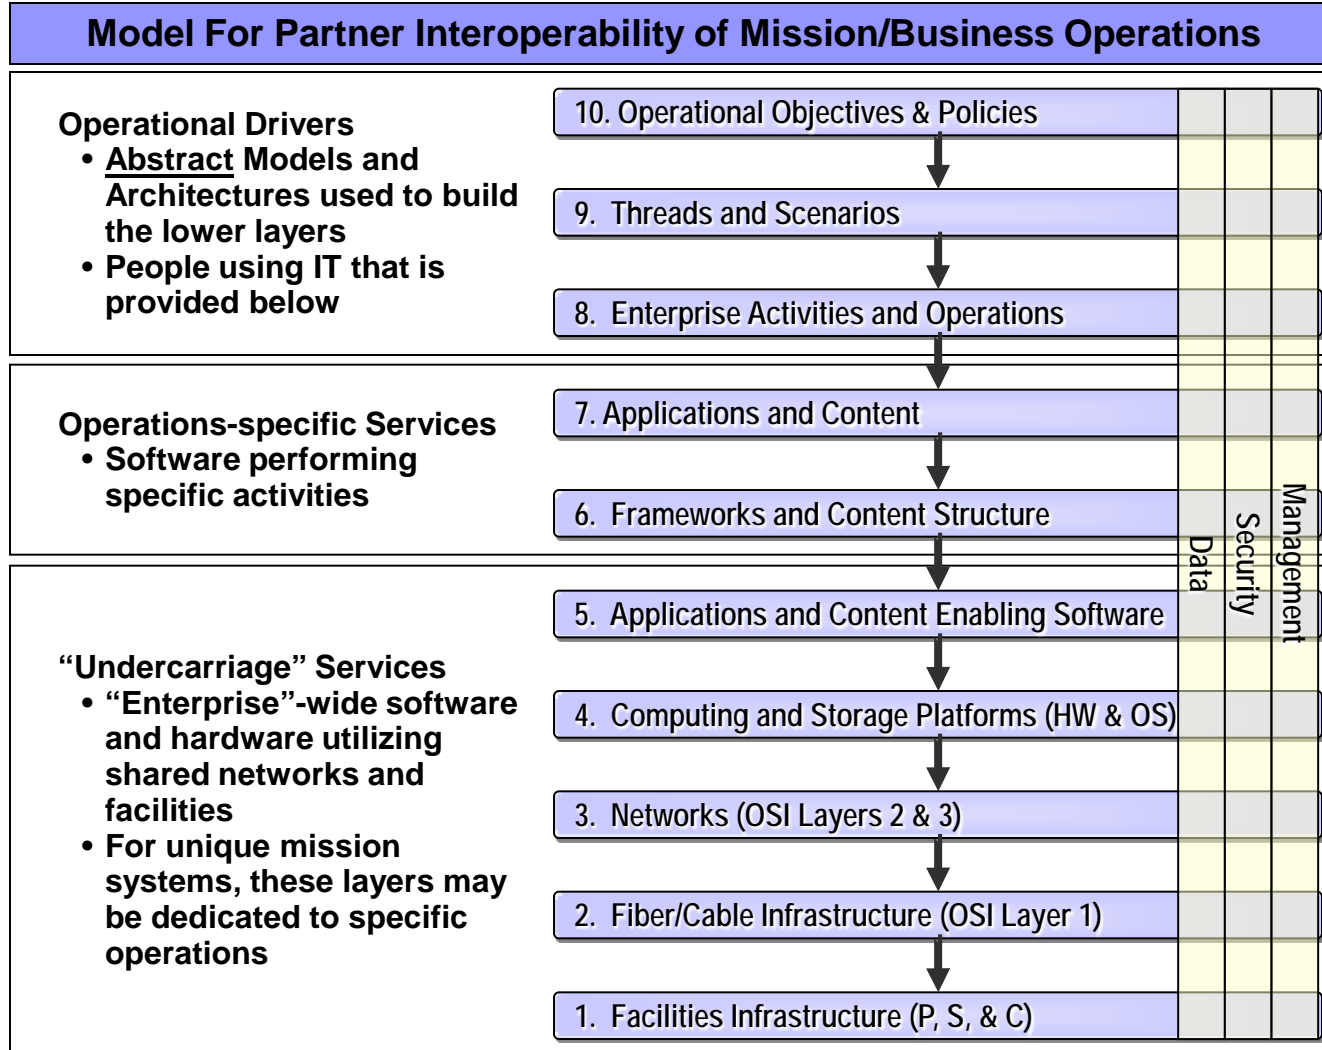 Model For Partner Interoperability of Mission/Business Operations
Operational Drivers
• Abstract Models and
Architectures used to build
the lower layers
• People using IT that is
provided below
10. Operational Objectives & Policies
9. Threads and Scenarios
8. Enterprise Activities and Operations
Operations-specific Services
• Software performing
specific activities
7. Applications and Content
6. Frameworks and Content Structure
“Undercarriage” Services
• “Enterprise”-wide software
and hardware utilizing
shared networks and
facilities
• For unique mission
systems, these layers may
be dedicated to specific
operations
5. Applications and Content Enabling Software
4. Computing and Storage Platforms (HW & OS)
3. Networks (OSI Layers 2 & 3)
2. Fiber/Cable Infrastructure (OSI Layer 1)
1. Facilities Infrastructure (P, S, & C)
Data
Security
Management